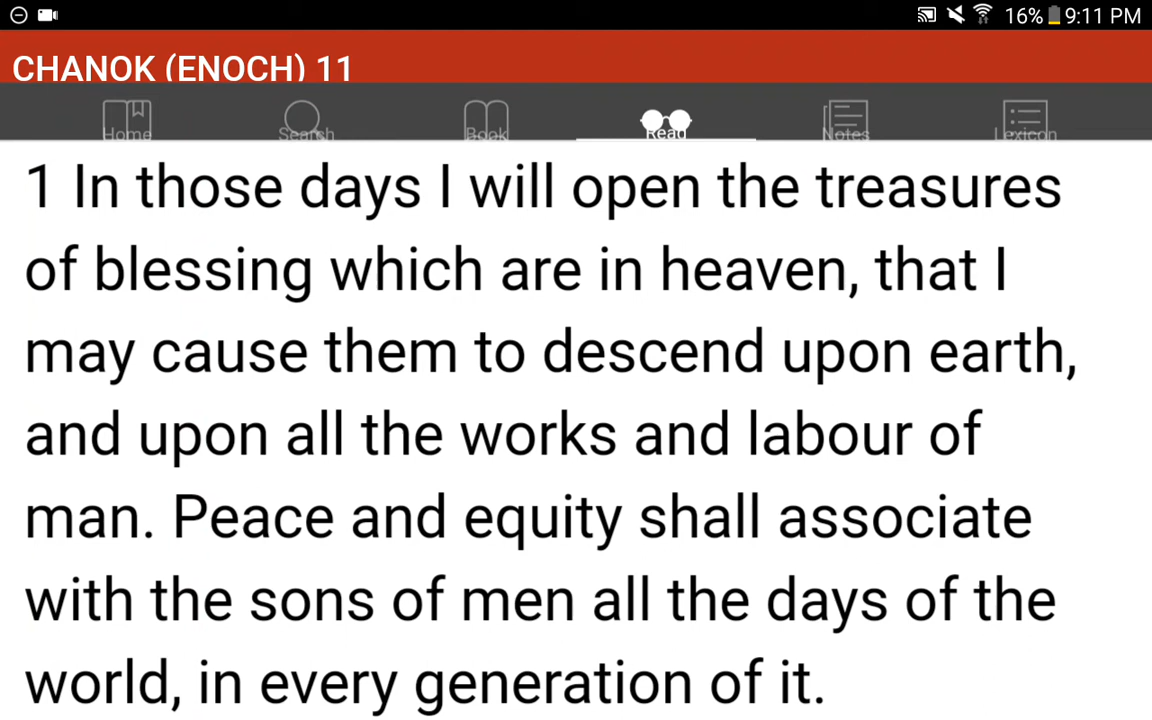 16% 9:11 PM
CHANOK (ENOCH) 11
Home Search Book Read Notes Lexicon
1 In those days I will open the treasures
of blessing which are in heaven, that I
may cause them to descend upon earth,
and upon all the works and labour of
man. Peace and equity shall associate
with the sons of men all the days of the
world, in every generation of it.